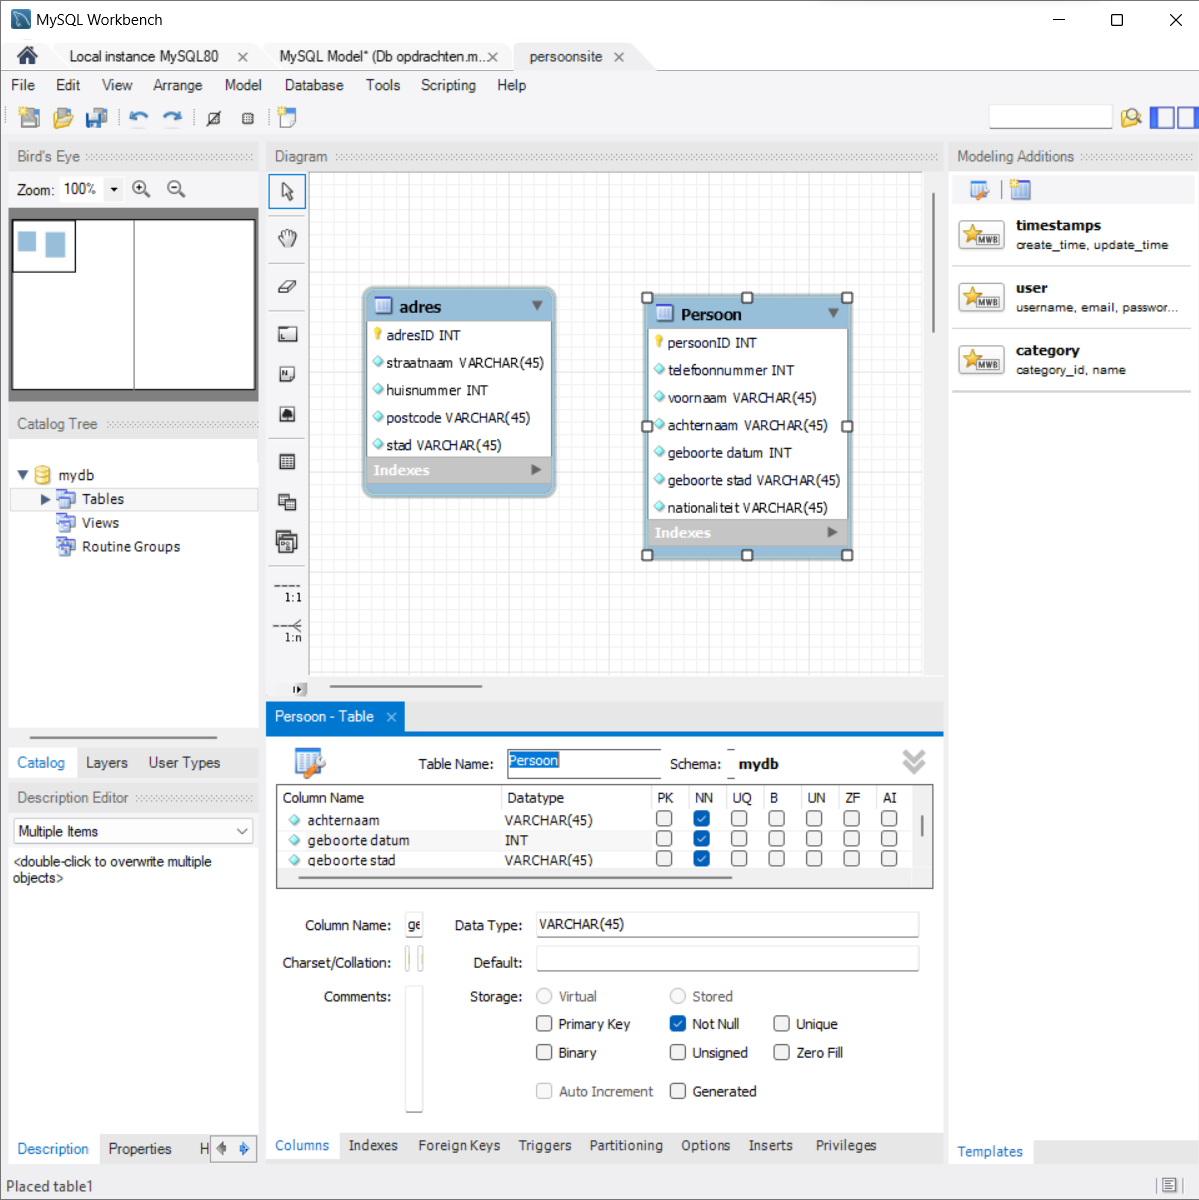 MySQL Workbench
Local instance MySQL80
MySQL Model* (Db opdrachten.m...
persoonsite
File Edit View Arrange Model Database Tools Scripting Help
Bird's Eye
Zoom: 100%
Catalog Tree
mydb
Tables
Views
Routine Groups
Catalog Layers User Types
Description Editor
Multiple Items
<double-click to overwrite multiple
objects>
Description Properties H
Diagram
1:1
1:n
adres
adresID INT
straatnaam VARCHAR(45)
huisnummer INT
postcode VARCHAR(45)
stad VARCHAR(45)
Indexes
Persoon
persoonID INT
telefoonnummer INT
voornaam VARCHAR(45)
achternaam VARCHAR(45)
geboorte datum INT
geboorte stad VARCHAR(45)
nationaliteit VARCHAR(45)
Indexes
Modeling Additions
MWB
timestamps
create_time, update_time
MWB
user
username, email, passwor...
MWB
category
category_id, name
Templates
Persoon - Table
Table Name: Persoon Schema: mydb
Column Name Datatype PK NN UQ B UN ZF AI
achternaam VARCHAR(45)
geboorte datum INT
geboorte stad VARCHAR(45)
Column Name: ge Data Type: VARCHAR(45)
Charset/Collation: Default:
Comments: Storage: Virtual Stored
Primary Key Not Null Unique
Binary Unsigned Zero Fill
Auto Increment Generated
Columns Indexes Foreign Keys Triggers Partitioning Options Inserts Privileges
Placed table1